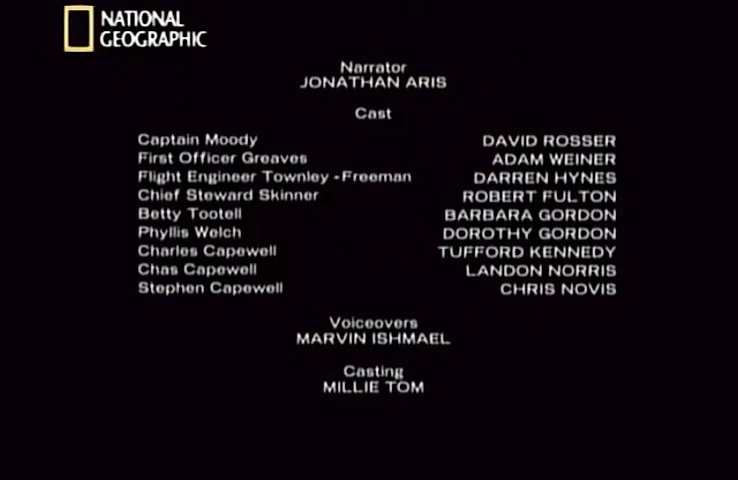 NATIONAL
GEOGRAPHIC
Narrator
JONATHAN ARIS
Cast
Captain Moody DAVID ROSSER
First Officer Greaves ADAM WEINER
Flight Engineer Townley -Freeman DARREN HYNES
Chief Steward Skinner ROBERT FULTON
Betty Tootell BARBARA GORDON
Phyllis Welch DOROTHY GORDON
Charles Capewell TUFFORD KENNEDY
Chas Capewell LANDON NORRIS
Stephen Capewell CHRIS NOVIS
Voiceovers
MARVIN ISHMAEL
Casting
MILLIE TOM